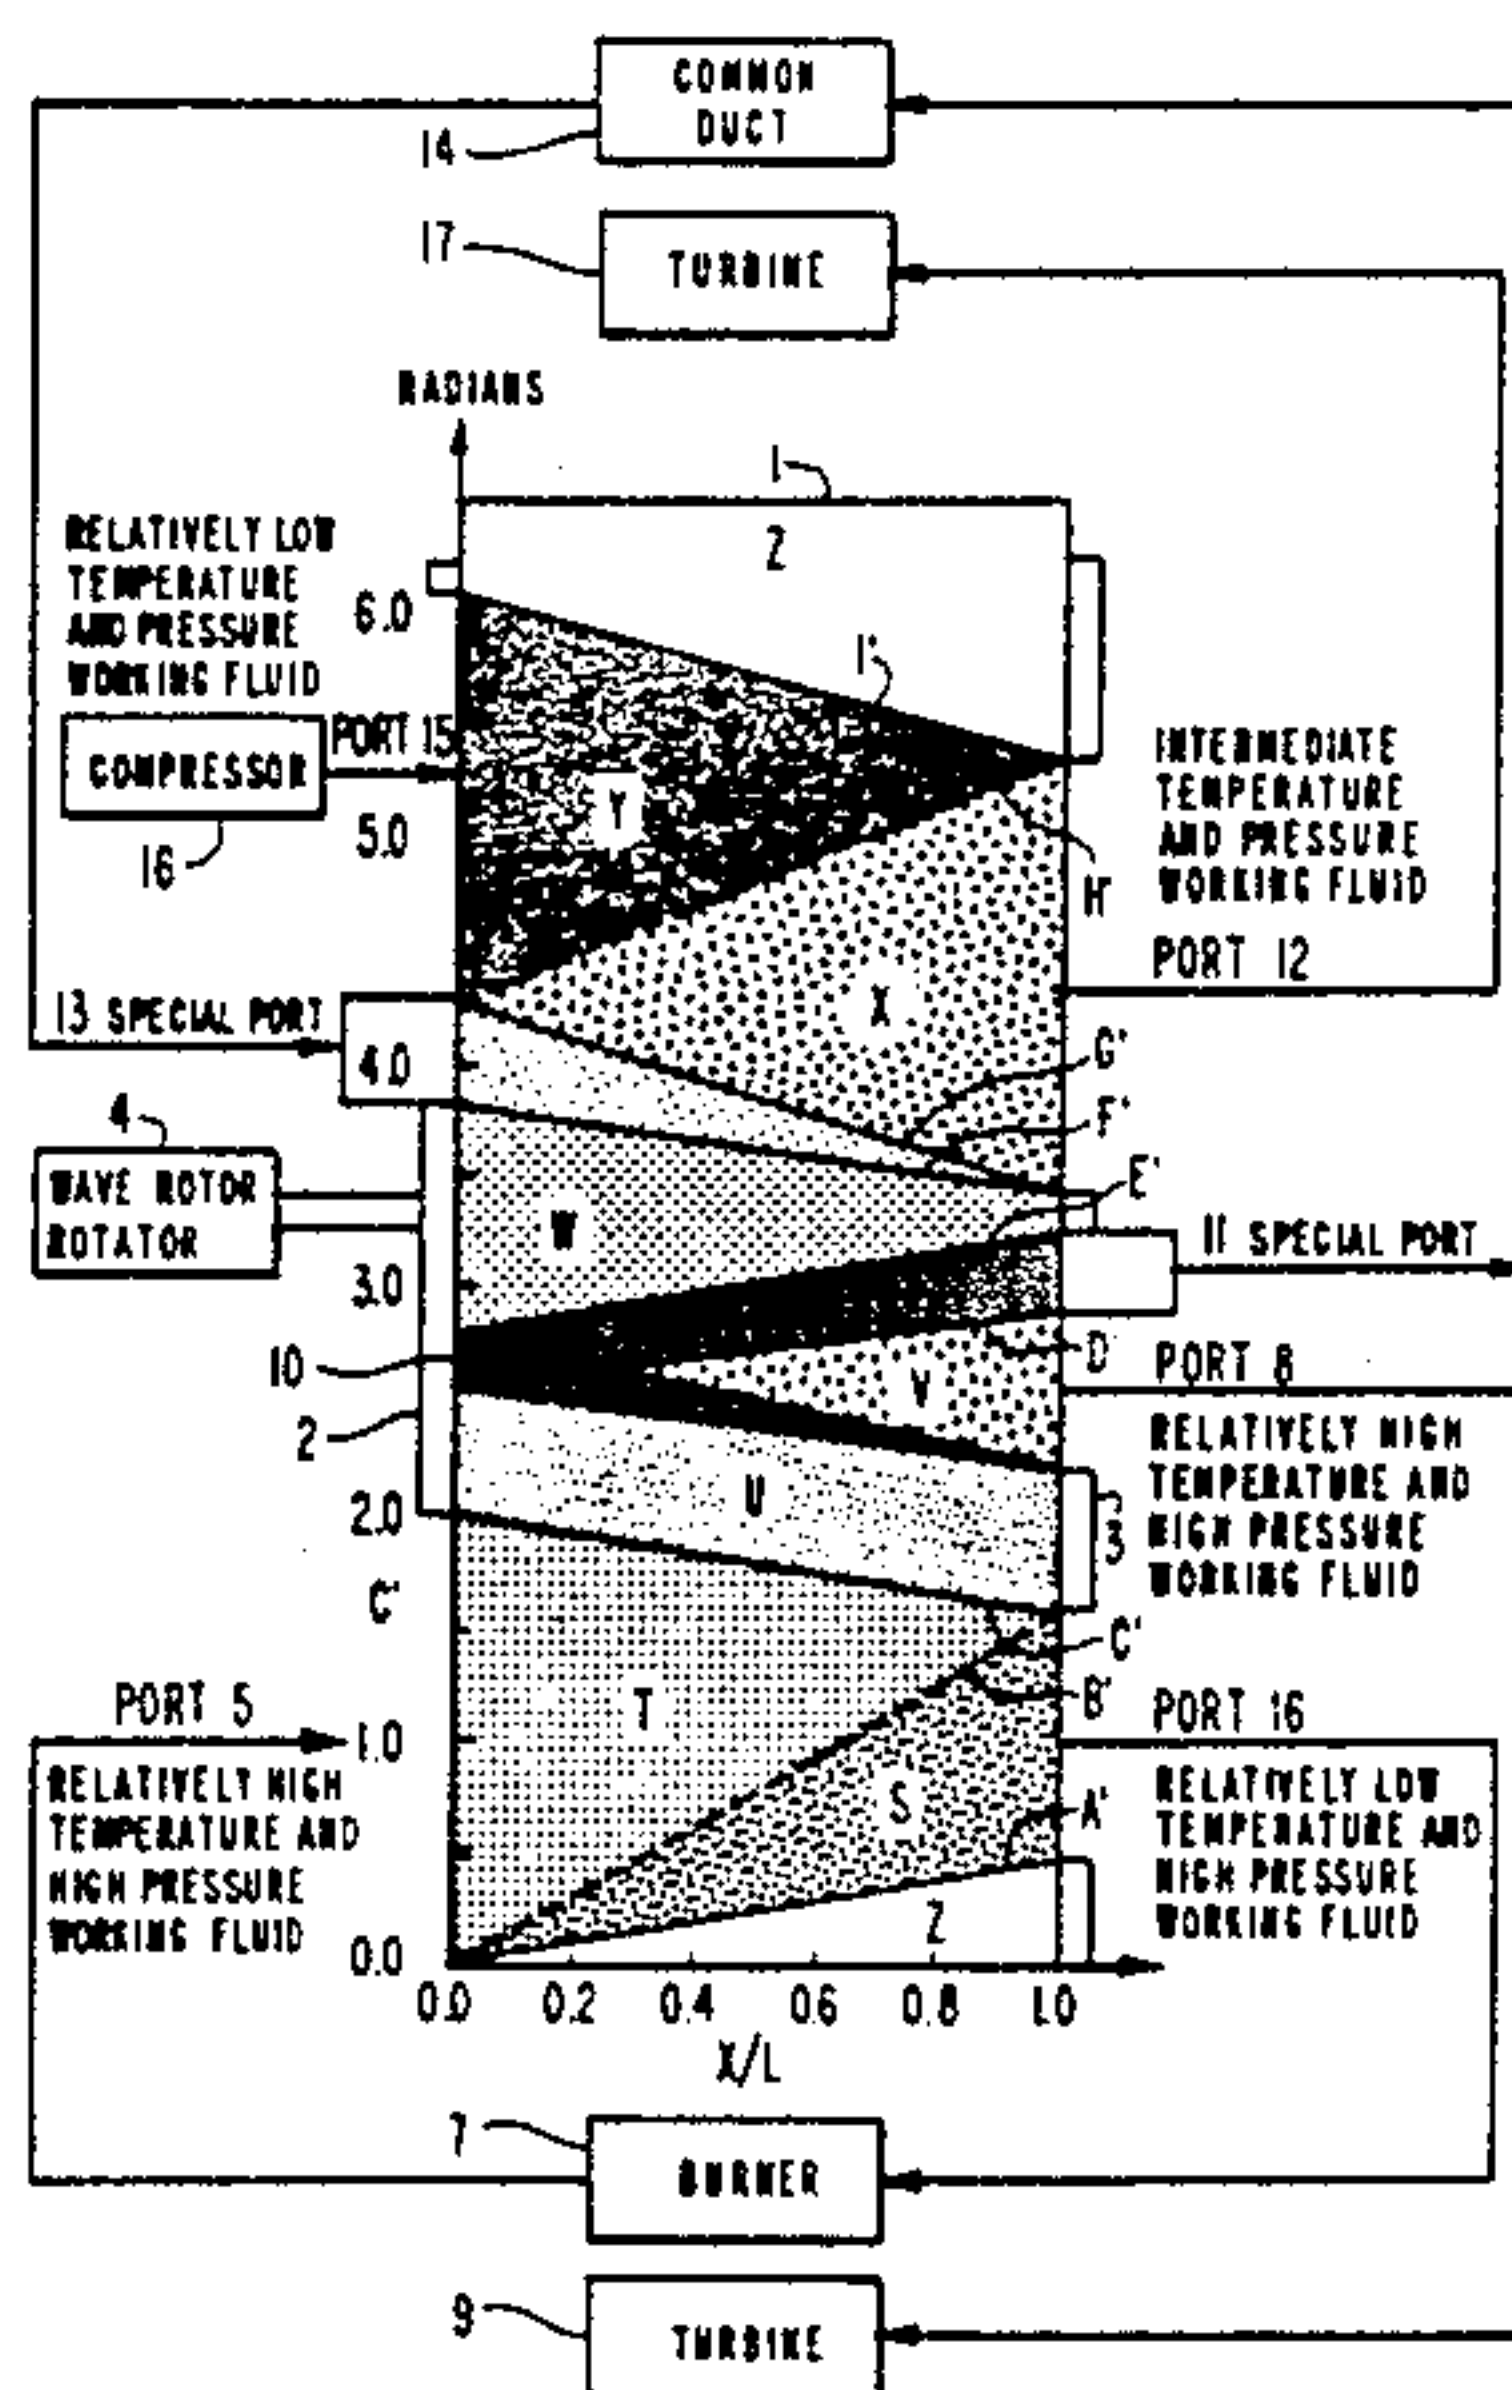 COMMON
DUCT
14
17
TURBINE
RADIANS
1
Z
RELATIVELY LOW
TEMPERATURE
AND PRESSURE
WORKING FLUID
6.0
1'
PORT 15
COMPRESSOR
Y
5.0
16
INTERMEDIATE
TEMPERATURE
AND PRESSURE
WORKING FLUID
H'
PORT 12
X
13 SPECIAL PORT
4.0
G'
F'
4
WAVE ROTOR
ROTATOR
E'
W
11 SPECIAL PORT
3.0
10
D
PORT 8
V
2
RELATIVELY HIGH
TEMPERATURE AND
HIGH PRESSURE
WORKING FLUID
U
2.0
3
C'
C'
B'
T
PORT 5
PORT 16
1.0
RELATIVELY HIGH
TEMPERATURE AND
HIGH PRESSURE
WORKING FLUID
S
A'
RELATIVELY LOW
TEMPERATURE AND
HIGH PRESSURE
WORKING FLUID
Z
0.0
0.0 0.2 0.4 0.6 0.8 1.0
X/L
7
BURNER
9
TURBINE